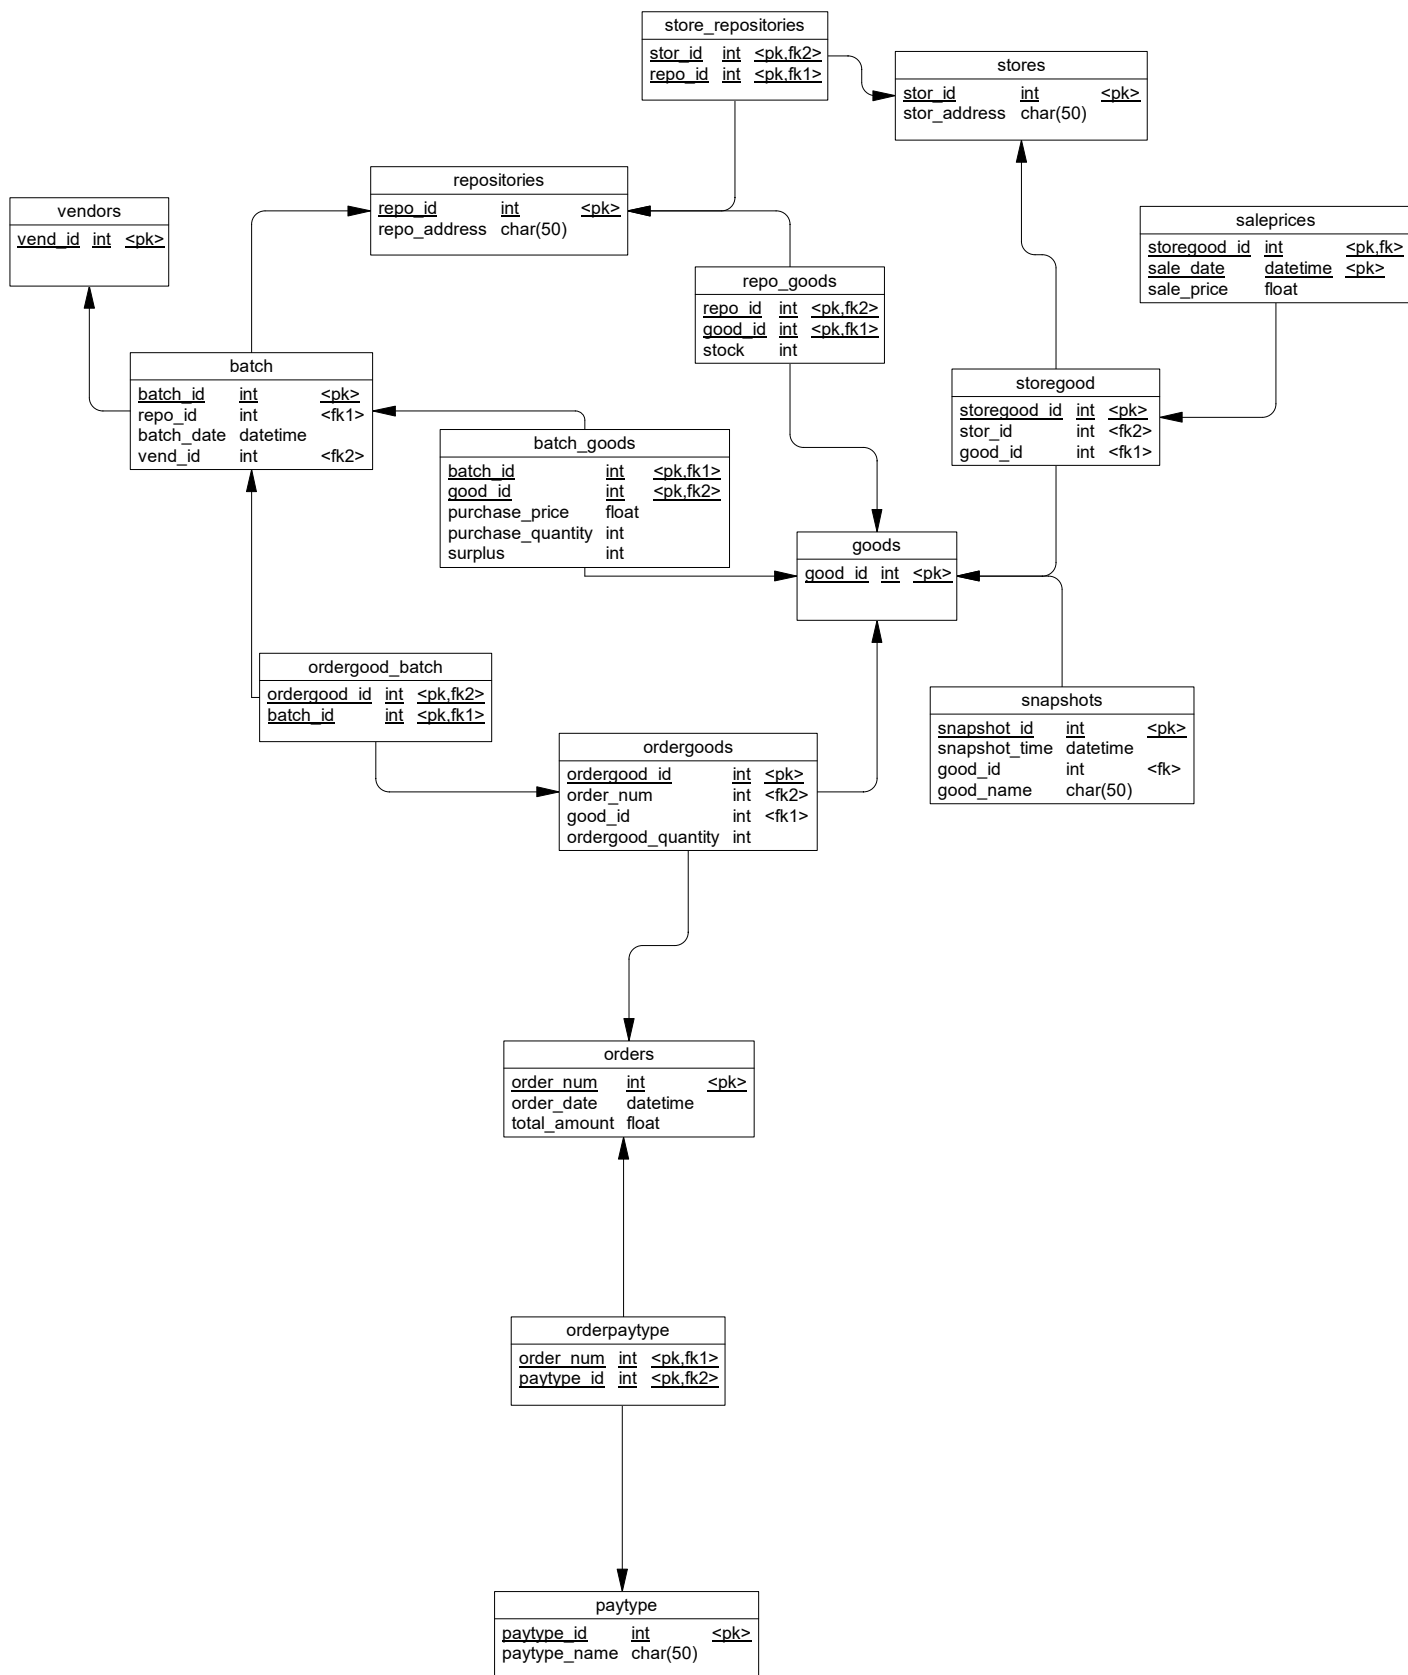 store_repositories
stor_id int <pk,fk2>
repo_id int <pk,fk1>
stores
stor_id int <pk>
stor_address char(50)
repositories
repo_id int <pk>
repo_address char(50)
vendors
vend_id int <pk>
saleprices
storegood_id int <pk,fk>
sale_date datetime <pk>
sale_price float
repo_goods
repo_id int <pk,fk2>
good_id int <pk,fk1>
stock int
batch
batch_id int <pk>
repo_id int <fk1>
batch_date datetime
vend_id int <fk2>
storegood
storegood_id int <pk>
stor_id int <fk2>
good_id int <fk1>
batch_goods
batch_id int <pk,fk1>
good_id int <pk,fk2>
purchase_price float
purchase_quantity int
surplus int
goods
good_id int <pk>
ordergood_batch
ordergood_id int <pk,fk2>
batch_id int <pk,fk1>
snapshots
snapshot_id int <pk>
snapshot_time datetime
good_id int <fk>
good_name char(50)
ordergoods
ordergood_id int <pk>
order_num int <fk2>
good_id int <fk1>
ordergood_quantity int
orders
order_num int <pk>
order_date datetime
total_amount float
orderpaytype
order_num int <pk,fk1>
paytype_id int <pk,fk2>
paytype
paytype_id int <pk>
paytype_name char(50)